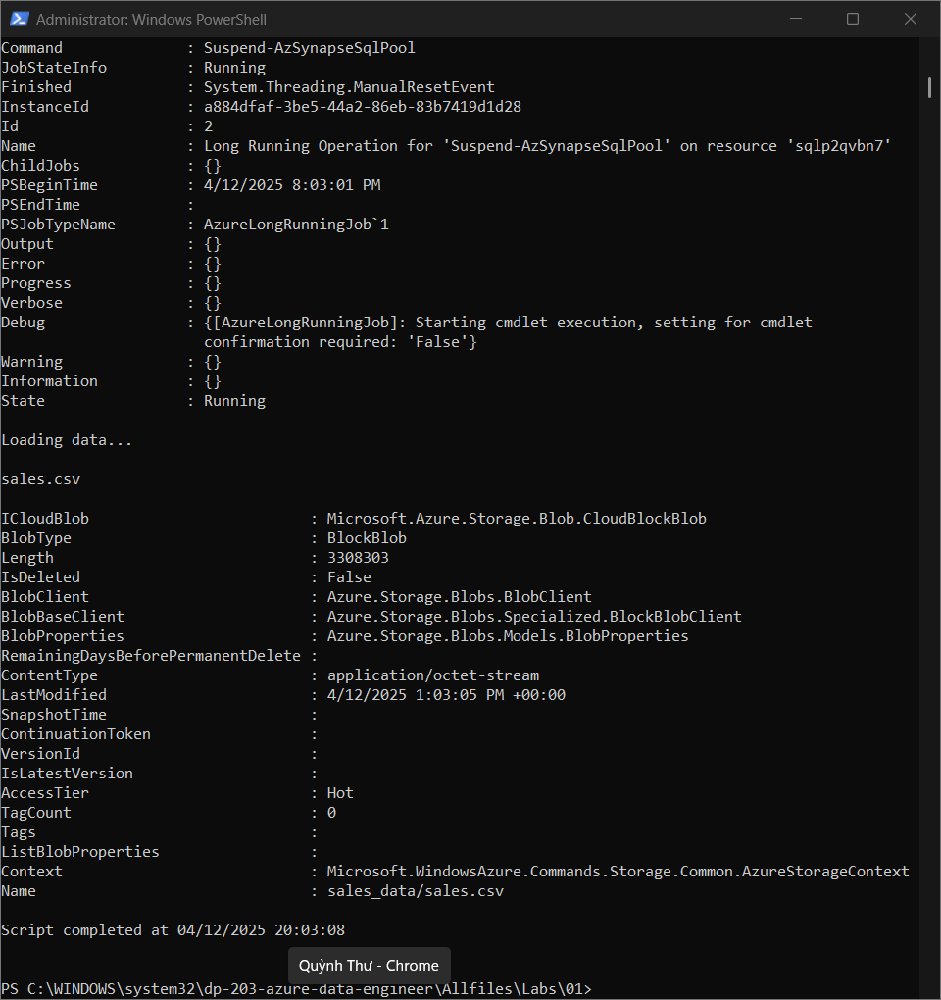 Administrator: Windows PowerShell
Command : Suspend-AzSynapseSqlPool
JobStateInfo : Running
Finished : System.Threading.ManualResetEvent
InstanceId : a884dfaf-3be5-44a2-86eb-83b7419d1d28
Id : 2
Name : Long Running Operation for 'Suspend-AzSynapseSqlPool' on resource 'sqlp2qvbn7'
ChildJobs : {}
PSBeginTime : 4/12/2025 8:03:01 PM
PSEndTime :
PSJobTypeName : AzureLongRunningJob`1
Output : {}
Error : {}
Progress : {}
Verbose : {}
Debug : {[AzureLongRunningJob]: Starting cmdlet execution, setting for cmdlet
confirmation required: 'False'}
Warning : {}
Information : {}
State : Running
Loading data...
sales.csv
ICloudBlob : Microsoft.Azure.Storage.Blob.CloudBlockBlob
BlobType : BlockBlob
Length : 3308303
IsDeleted : False
BlobClient : Azure.Storage.Blobs.BlobClient
BlobBaseClient : Azure.Storage.Blobs.Specialized.BlockBlobClient
BlobProperties : Azure.Storage.Blobs.Models.BlobProperties
RemainingDaysBeforePermanentDelete :
ContentType : application/octet-stream
LastModified : 4/12/2025 1:03:05 PM +00:00
SnapshotTime :
ContinuationToken :
VersionId :
IsLatestVersion :
AccessTier : Hot
TagCount : 0
Tags :
ListBlobProperties :
Context : Microsoft.WindowsAzure.Commands.Storage.Common.AzureStorageContext
Name : sales_data/sales.csv
Script completed at 04/12/2025 20:03:08
Quỳnh Thư - Chrome
PS C:\WINDOWS\system32\dp-203-azure-data-engineer\Allfiles\Labs\01>